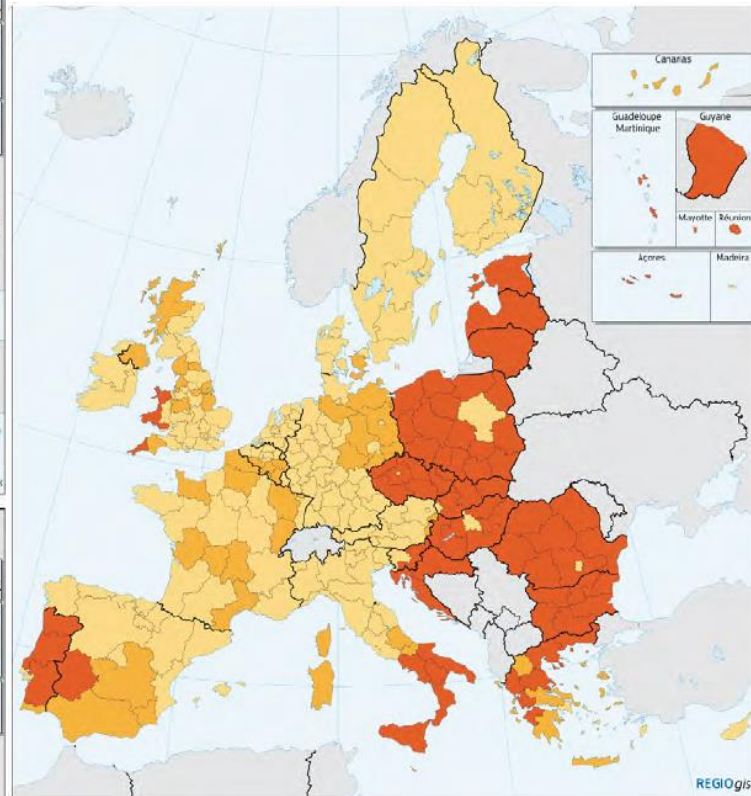 Canarias
Guadeloupe
Martinique
Guyane
Mayotte
Réunion
Açores
Madeira
REGIOgis